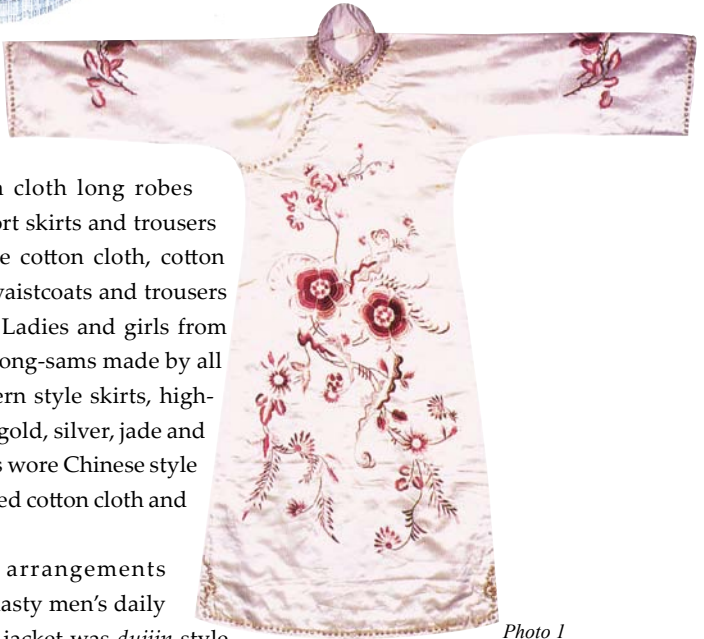 cloth long robes
ort skirts and trousers
e cotton cloth, cotton
waistcoats and trousers
Ladies and girls from
ong-sams made by all
ern style skirts, high-
gold, silver, jade and
s wore Chinese style
ed cotton cloth and
arrangements
nasty men's daily
jacket was duijin style
Photo 1